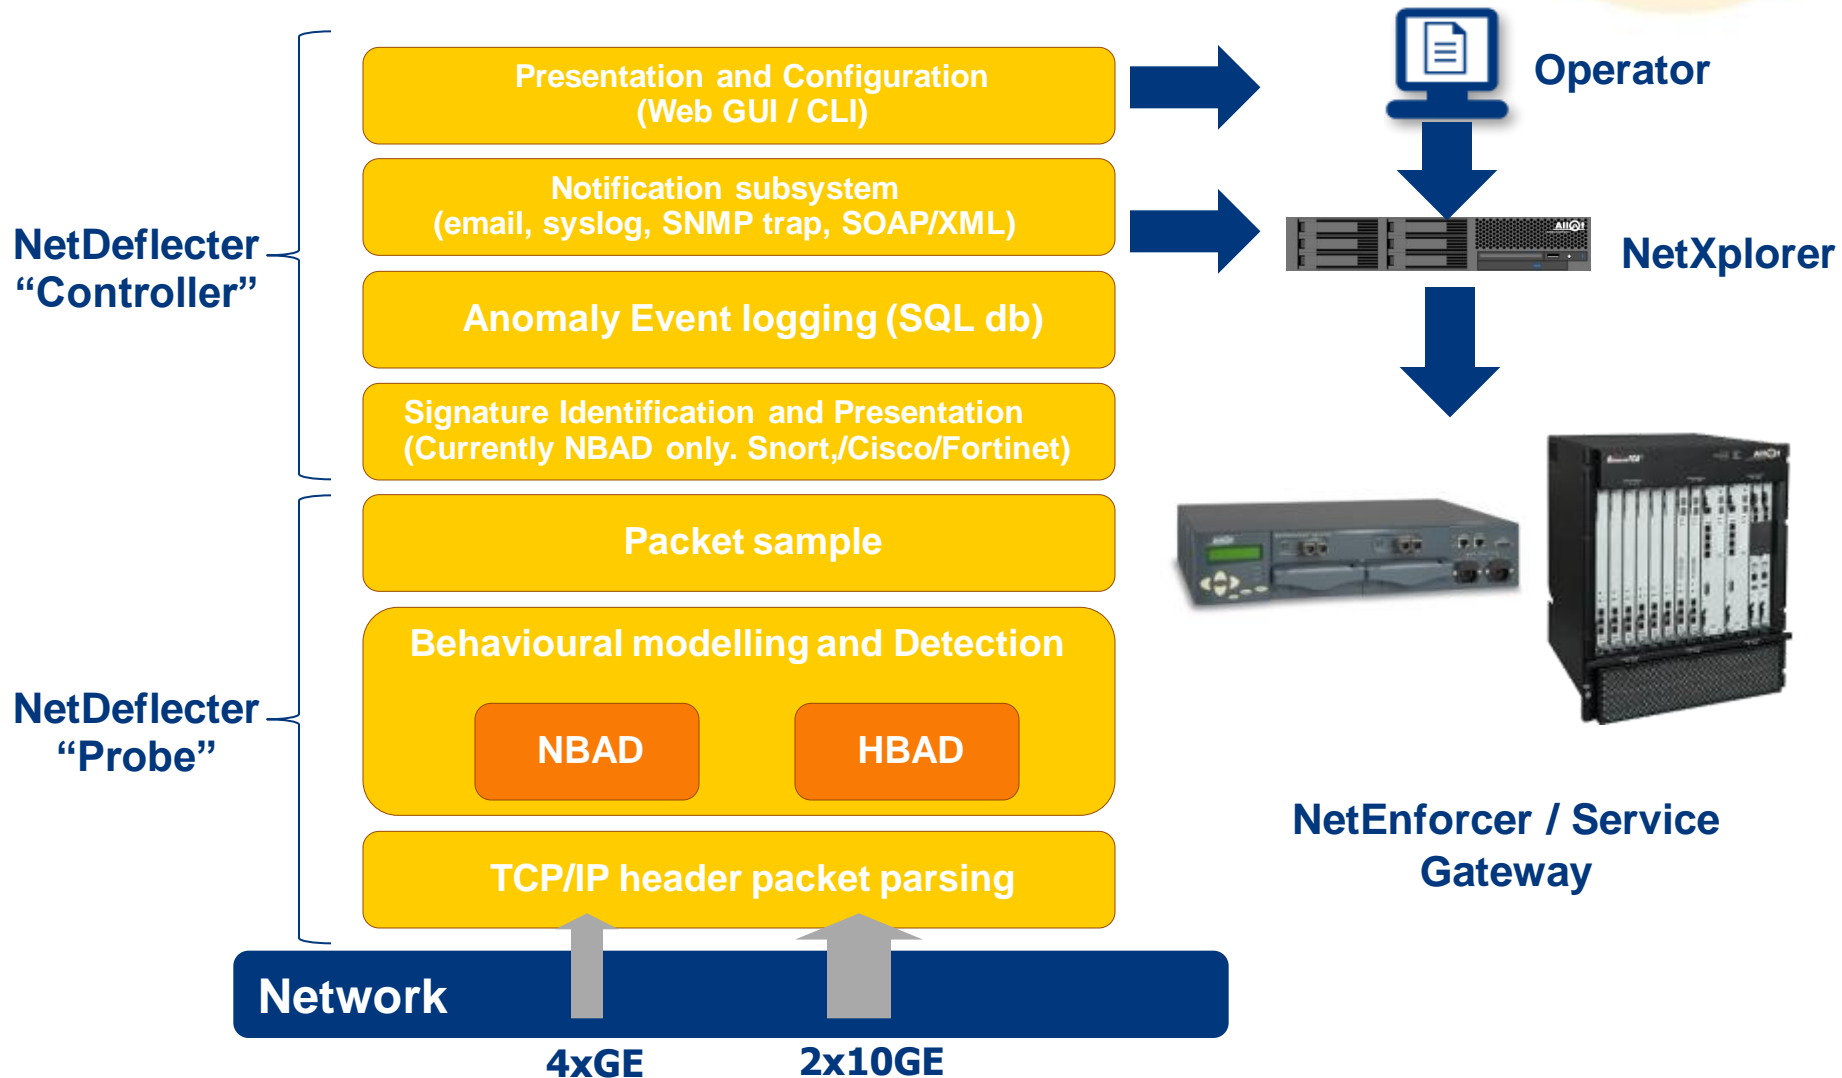 Presentation and Configuration
(Web GUI / CLI)
Operator
Notification subsystem
(email, syslog, SNMP trap, SOAP/XML)
Allot
NetXplorer
NetDeflecter
“Controller”
Anomaly Event logging (SQL db)
Signature Identification and Presentation
(Currently NBAD only. Snort,/Cisco/Fortinet)
Packet sample
Allot
Behavioural modelling and Detection
NBAD
HBAD
NetDeflecter
“Probe”
NetEnforcer / Service
Gateway
TCP/IP header packet parsing
Network
4xGE
2x10GE